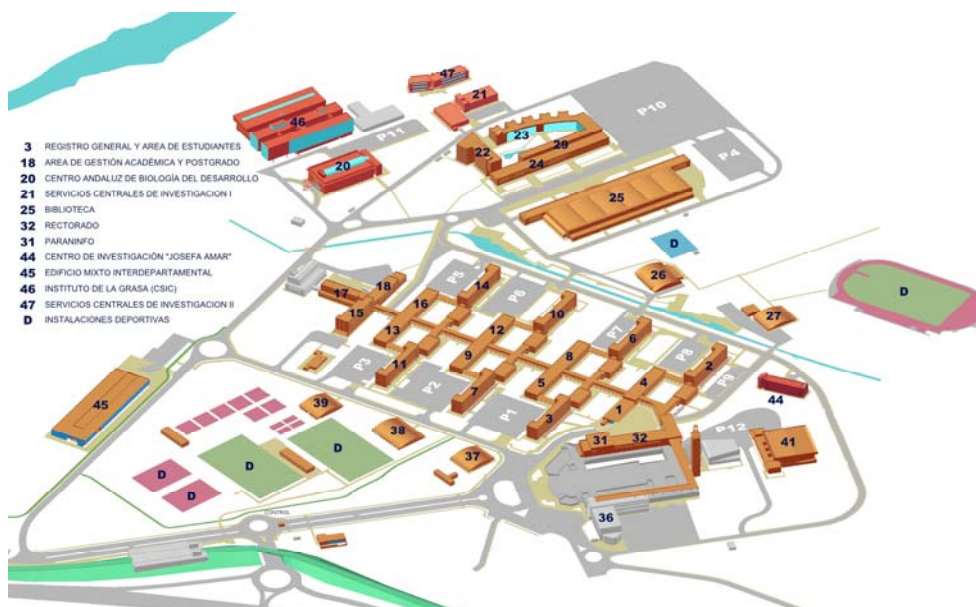 47
21
46
P11
P10
23
29
22
24
P4
20
25
3 REGISTRO GENERAL Y AREA DE ESTUDIANTES
18 AREA DE GESTIÓN ACADÉMICA Y POSTGRADO
20 CENTRO ANDALUZ DE BIOLOGÍA DEL DESARROLLO
21 SERVICIOS CENTRALES DE INVESTIGACION I
25 BIBLIOTECA
32 RECTORADO
31 PARANINFO
44 CENTRO DE INVESTIGACIÓN "JOSEFA AMAR"
45 EDIFICIO MIXTO INTERDEPARTAMENTAL
46 INSTITUTO DE LA GRASA (CSIC)
47 SERVICIOS CENTRALES DE INVESTIGACION II
D INSTALACIONES DEPORTIVAS
D
26
D
27
17
18
P5
14
P6
16
15
13
10
12
P7
6
P8
2
P9
P3
11
9
8
P2
7
5
4
44
P1
3
1
45
39
38
37
31
32
P12
41
D
D
D
D
36
CONTROL